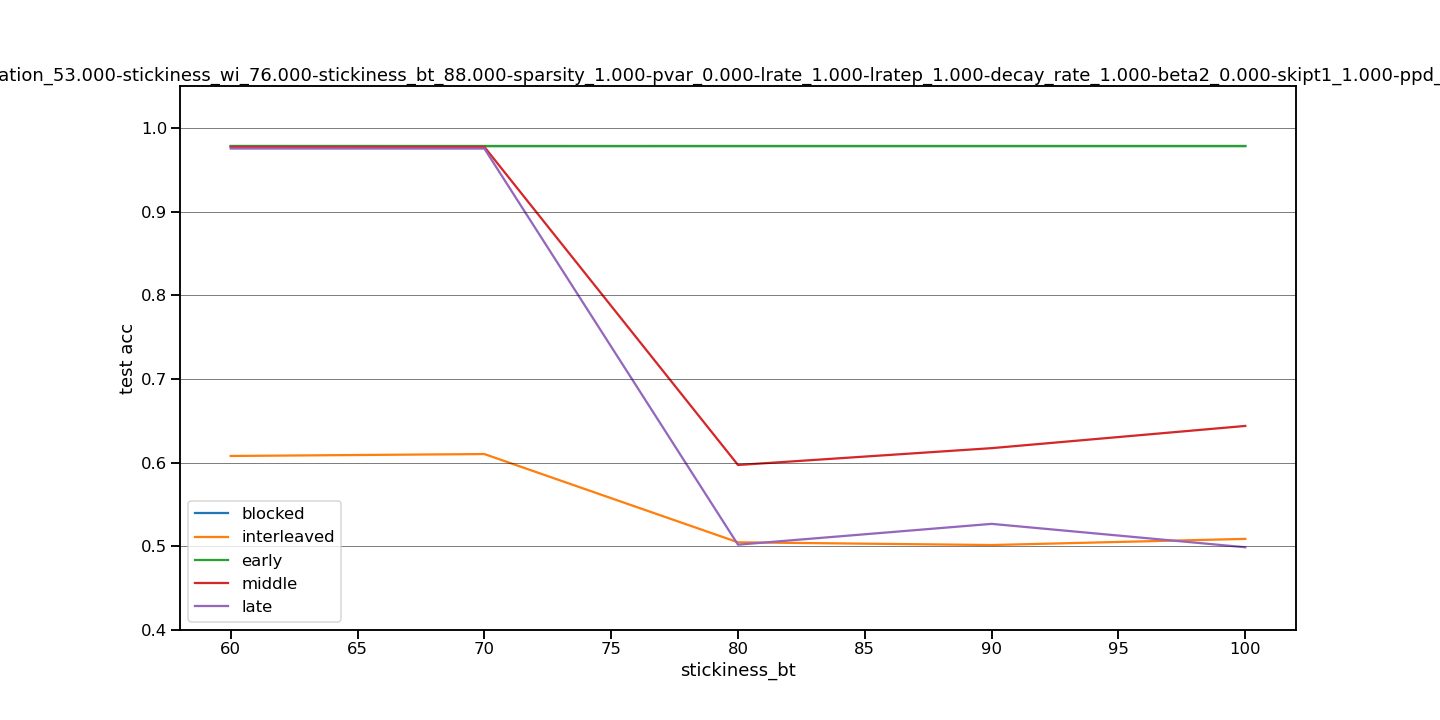 ation_53.000-stickiness_wi_76.000-stickiness_bt_88.000-sparsity_1.000-pvar_0.000-lrate_1.000-lratep_1.000-decay_rate_1.000-beta2_0.000-skipt1_1.000-ppd_
1.0
0.9
0.8
0.7
0.6
0.5
0.4
test acc
blocked
interleaved
early
middle
late
60 65 70 75 80 85 90 95 100
stickiness_bt